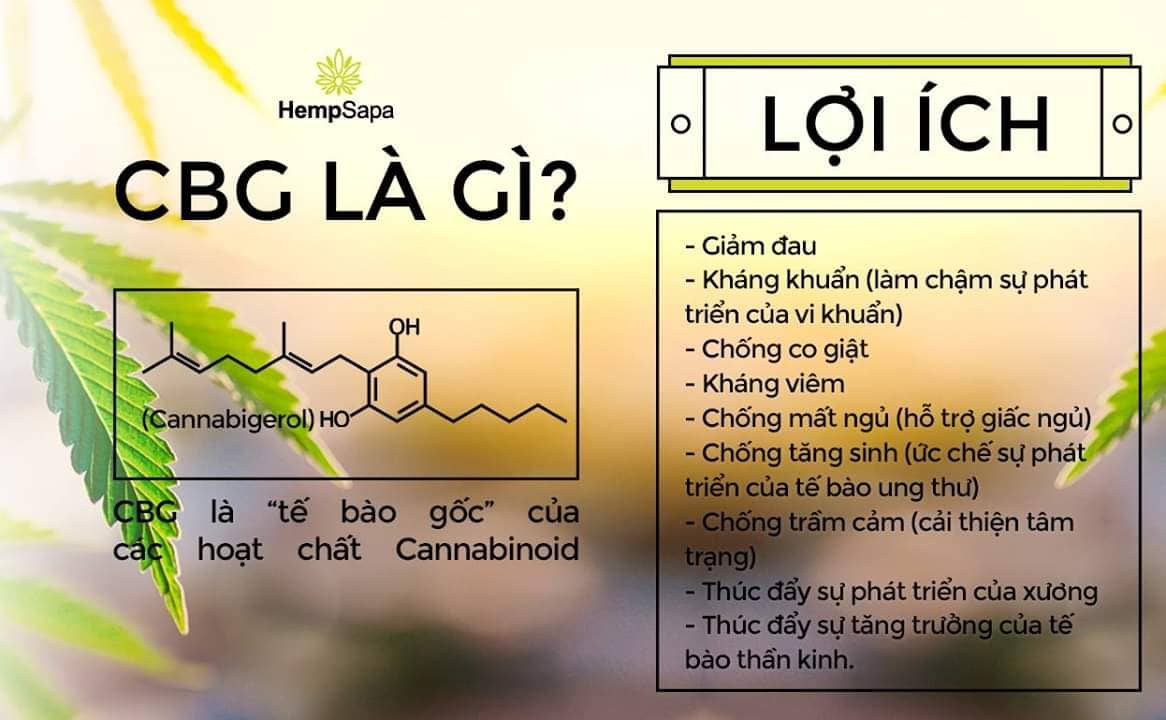 HempSapa
CBG LÀ GÌ?
OH
(Cannabigerol) HO
CBG là “tế bào gốc” của
các hoạt chất Cannabinoid
LỢI ÍCH
- Giảm đau
- Kháng khuẩn (làm chậm sự phát
triển của vi khuẩn)
- Chống co giật
- Kháng viêm
- Chống mất ngủ (hỗ trợ giấc ngủ)
- Chống tăng sinh (ức chế sự phát
triển của tế bào ung thư)
- Chống trầm cảm (cải thiện tâm
trạng)
- Thúc đẩy sự phát triển của xương
- Thúc đẩy sự tăng trưởng của tế
bào thần kinh.